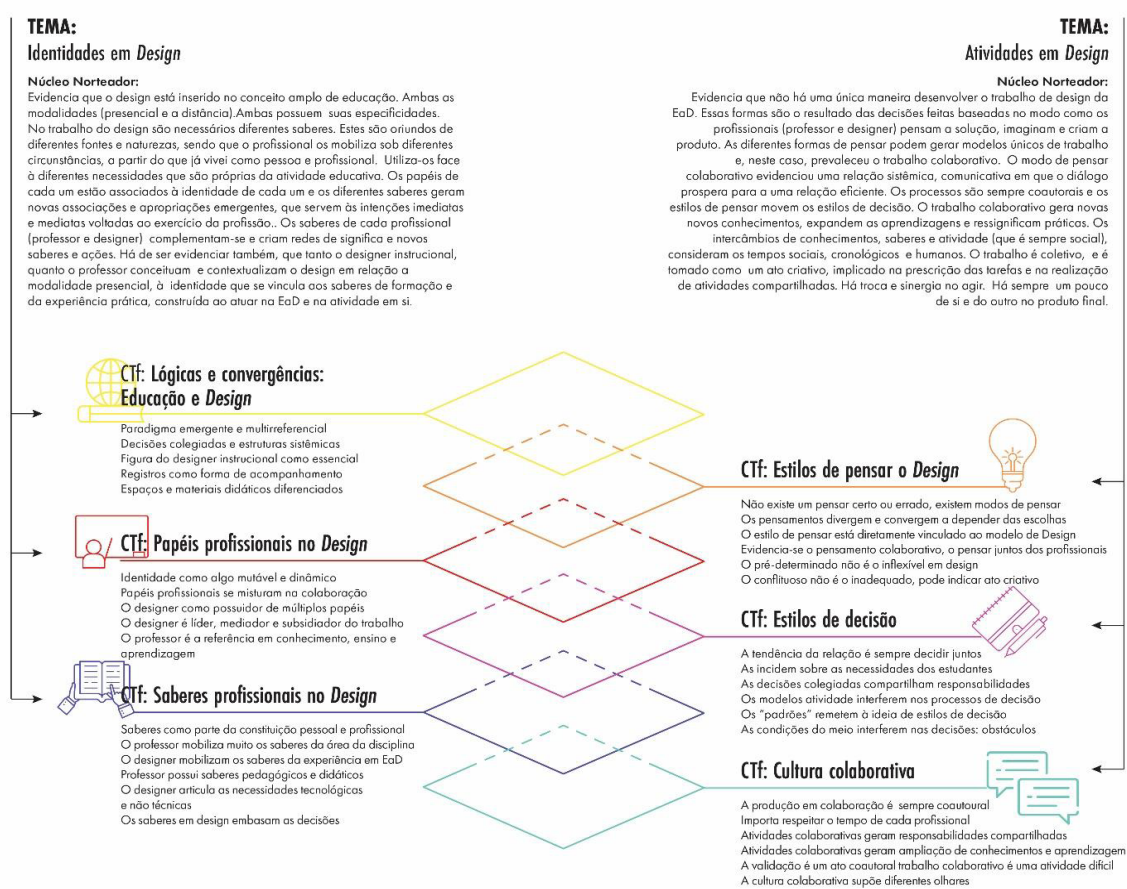 TEMA:
Identidades em Design
Núcleo Norteador:
Evidencia que o design está inserido no conceito amplo de educação. Ambas as
modalidades (presencial e a distância).Ambas possuem suas especificidades.
No trabalho do design são necessários diferentes saberes. Estes são oriundos de
diferentes fontes e naturezas, sendo que o profissional os mobiliza sob diferentes
circunstâncias, a partir do que já vivei como pessoa e profissional. Utiliza-os face
à diferentes necessidades que são próprias da atividade educativa. Os papéis de
cada um estão associados à identidade de cada um e os diferentes saberes geram
novas associações e apropriações emergentes, que servem às intenções imediatas
e mediatas voltadas ao exercício da profissão.. Os saberes de cada profissional
(professor e designer) complementam-se e criam redes de significa e novos
saberes e ações. Há de ser evidenciar também, que tanto o designer instrucional,
quanto o professor conceituam e contextualizam o design em relação a
modalidade presencial, à identidade que se vincula aos saberes de formação e
da experiência prática, construída ao atuar na EaD e na atividade em si.
TEMA:
Atividades em Design
Núcleo Norteador:
Evidencia que não há uma única maneira desenvolver o trabalho de design da
EaD. Essas formas são o resultado das decisões feitas baseadas no modo como os
profissionais (professor e designer) pensam a solução, imaginam e criam a
produto. As diferentes formas de pensar podem gerar modelos únicos de trabalho
e, neste caso, prevaleceu o trabalho colaborativo. O modo de pensar
colaborativo evidenciou uma relação sistêmica, comunicativa em que o diálogo
prospera para a uma relação eficiente. Os processos são sempre coautorais e os
estilos de pensar movem os estilos de decisão. O trabalho colaborativo gera novas
novos conhecimentos, expandem as aprendizagens e ressignificam práticas. Os
intercâmbios de conhecimentos, saberes e atividade (que é sempre social),
consideram os tempos sociais, cronológicos e humanos. O trabalho é coletivo, e é
tomado como um ato criativo, implicado na prescrição das tarefas e na realização
de atividades compartilhadas. Há troca e sinergia no agir. Há sempre um pouco
de si e do outro no produto final.
CTf: Lógicas e convergências:
Educação e Design
Paradigma emergente e multirreferencial
Decisões colegiadas e estruturas sistêmicas
Figura do designer instrucional como essencial
Registros como forma de acompanhamento
Espaços e materiais didáticos diferenciados
CTf: Estilos de pensar o Design
Não existe um pensar certo ou errado, existem modos de pensar
Os pensamentos divergem e convergem a depender das escolhas
O estilo de pensar está diretamente vinculado ao modelo de Design
Evidencia-se o pensamento colaborativo, o pensar juntos dos profissionais
O pré-determinado não é o inflexível em design
O conflituoso não é o inadequado, pode indicar ato criativo
CTf: Papéis profissionais no Design
Identidade como algo mutável e dinâmico
Papéis profissionais se misturam na colaboração
O designer como possuidor de múltiplos papéis
O designer é líder, mediador e subsidiador do trabalho
O professor é a referência em conhecimento, ensino e
aprendizagem
CTf: Estilos de decisão
A tendência da relação é sempre decidir juntos
As incidem sobre as necessidades dos estudantes
As decisões colegiadas compartilham responsabilidades
Os modelos atividade interferem nos processos de decisão
Os “padrões” remetem à ideia de estilos de decisão
As condições do meio interferem nas decisões: obstáculos
CTf: Saberes profissionais no Design
Saberes como parte da constituição pessoal e profissional
O professor mobiliza muito os saberes da área da disciplina
O designer mobilizam os saberes da experiência em EaD
Professor possui saberes pedagógicos e didáticos
O designer articula as necessidades tecnológicas
e não técnicas
Os saberes em design embasam as decisões
CTf: Cultura colaborativa
A produção em colaboração é sempre coautoural
Importa respeitar o tempo de cada profissional
Atividades colaborativas geram responsabilidades compartilhadas
Atividades colaborativas geram ampliação de conhecimentos e aprendizagem
A validação é um ato coautoral trabalho colaborativo é uma atividade difícil
A cultura colaborativa supõe diferentes olhares